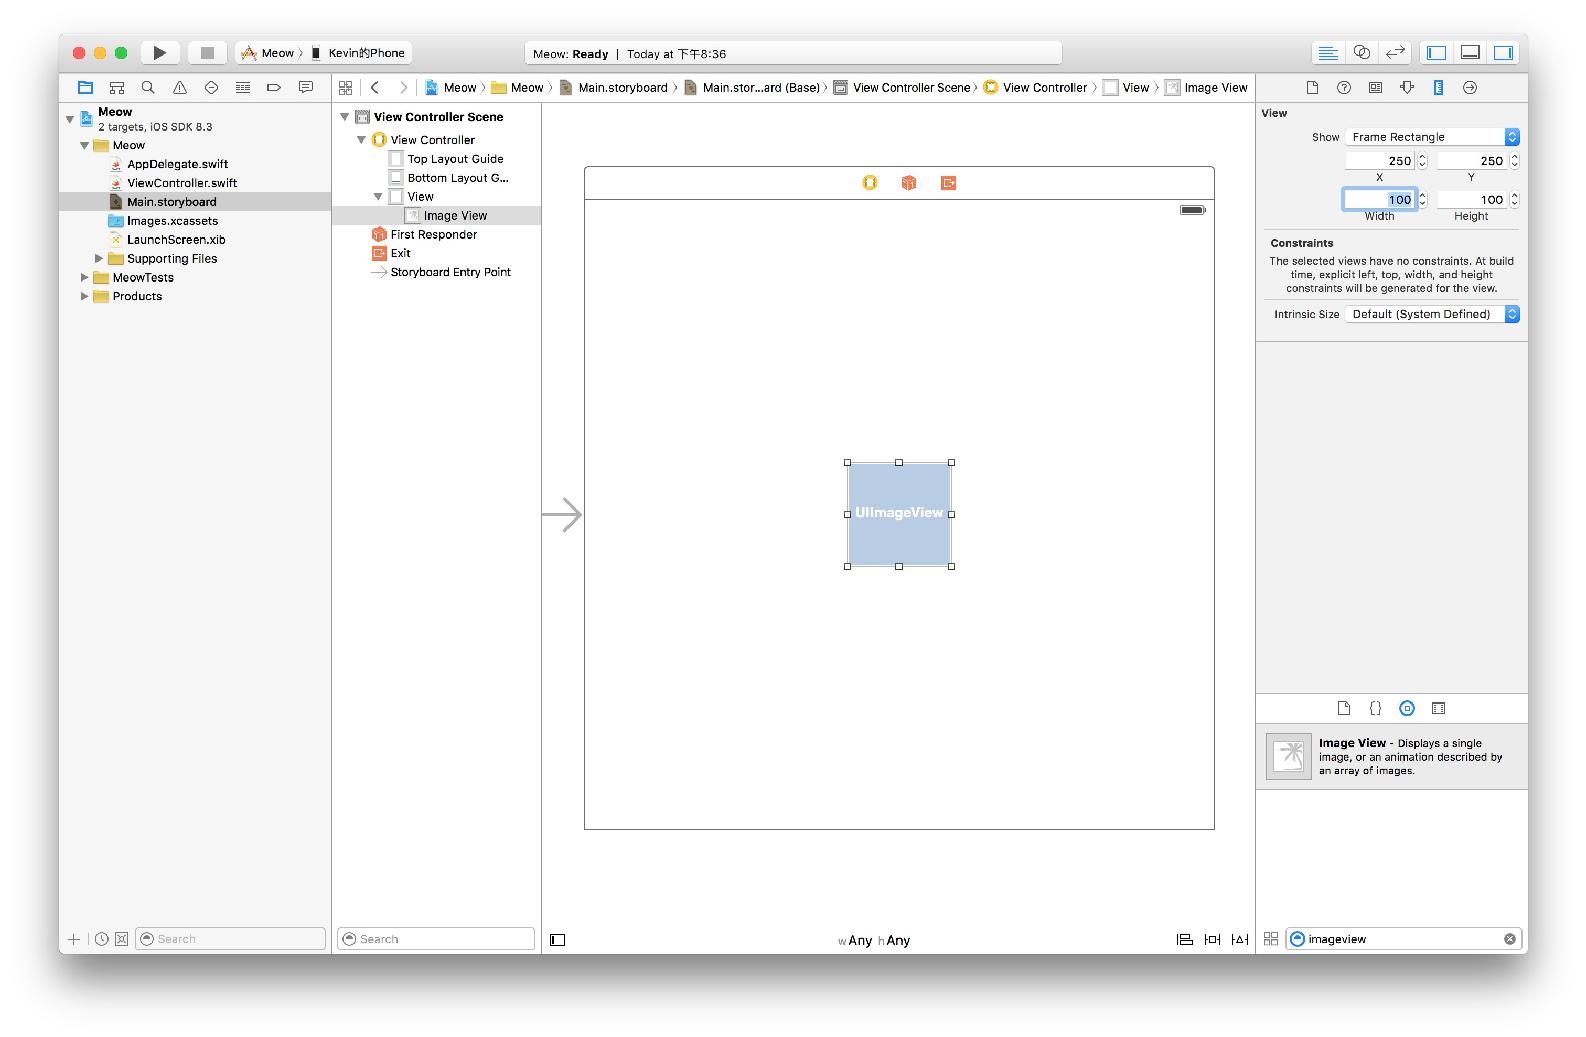 Meow 〉 Kevin的Phone
Meow: Ready | Today at 下午8:36
Meow 〉 Meow 〉 Main.storyboard 〉 Main.stor...ard (Base) 〉 View Controller Scene 〉 View Controller 〉 View 〉 Image View
Meow
2 targets, iOS SDK 8.3
Meow
AppDelegate.swift
ViewController.swift
Main.storyboard
Images.xcassets
LaunchScreen.xib
Supporting Files
MeowTests
Products
Search
View Controller Scene
View Controller
Top Layout Guide
Bottom Layout G...
View
Image View
First Responder
Exit
Storyboard Entry Point
Search
UIImageView
wAny hAny
View
Show Frame Rectangle
250 250
X Y
100 100
Width Height
Constraints
The selected views have no constraints. At build
time, explicit left, top, width, and height
constraints will be generated for the view.
Intrinsic Size Default (System Defined)
{}
Image View - Displays a single
image, or an animation described by
an array of images.
imageview